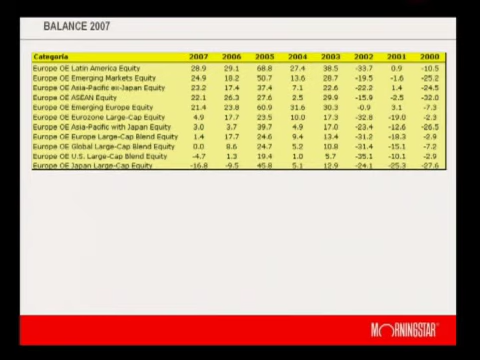 BALANCE 2007
Categoría 2007 2006 2005 2004 2003 2002 2001 2000
Europe OE Latin America Equity 28.9 29.1 68.8 27.4 38.5 -33.7 0.9 -10.5
Europe OE Emerging Markets Equity 24.9 18.2 50.7 13.6 28.7 -19.5 -1.6 -25.2
Europe OE Asia-Pacific ex-Japan Equity 23.2 17.4 37.4 7.1 22.6 -22.2 1.4 -24.5
Europe OE ASEAN Equity 22.1 26.3 27.6 2.5 29.9 -15.9 -2.5 -32.0
Europe OE Emerging Europe Equity 21.4 23.8 60.9 31.6 30.3 -0.9 3.1 -7.3
Europe OE Eurozone Large-Cap Equity 4.9 17.7 23.5 10.0 17.3 -32.8 -19.0 -2.3
Europe OE Asia-Pacific with Japan Equity 3.0 3.7 39.7 4.9 17.0 -23.4 -12.6 -26.5
Europe OE Europe Large-Cap Blend Equity 1.4 17.7 24.6 9.4 13.4 -31.2 -18.3 -2.9
Europe OE Global Large-Cap Blend Equity 0.0 8.6 24.7 5.2 10.8 -31.4 -15.1 -7.2
Europe OE U.S. Large-Cap Blend Equity -4.7 1.3 19.4 1.0 5.7 -35.1 -10.1 -2.9
Europe OE Japan Large-Cap Equity -16.8 -9.5 45.8 5.1 12.9 -24.1 -25.3 -27.6
MORNINGSTAR